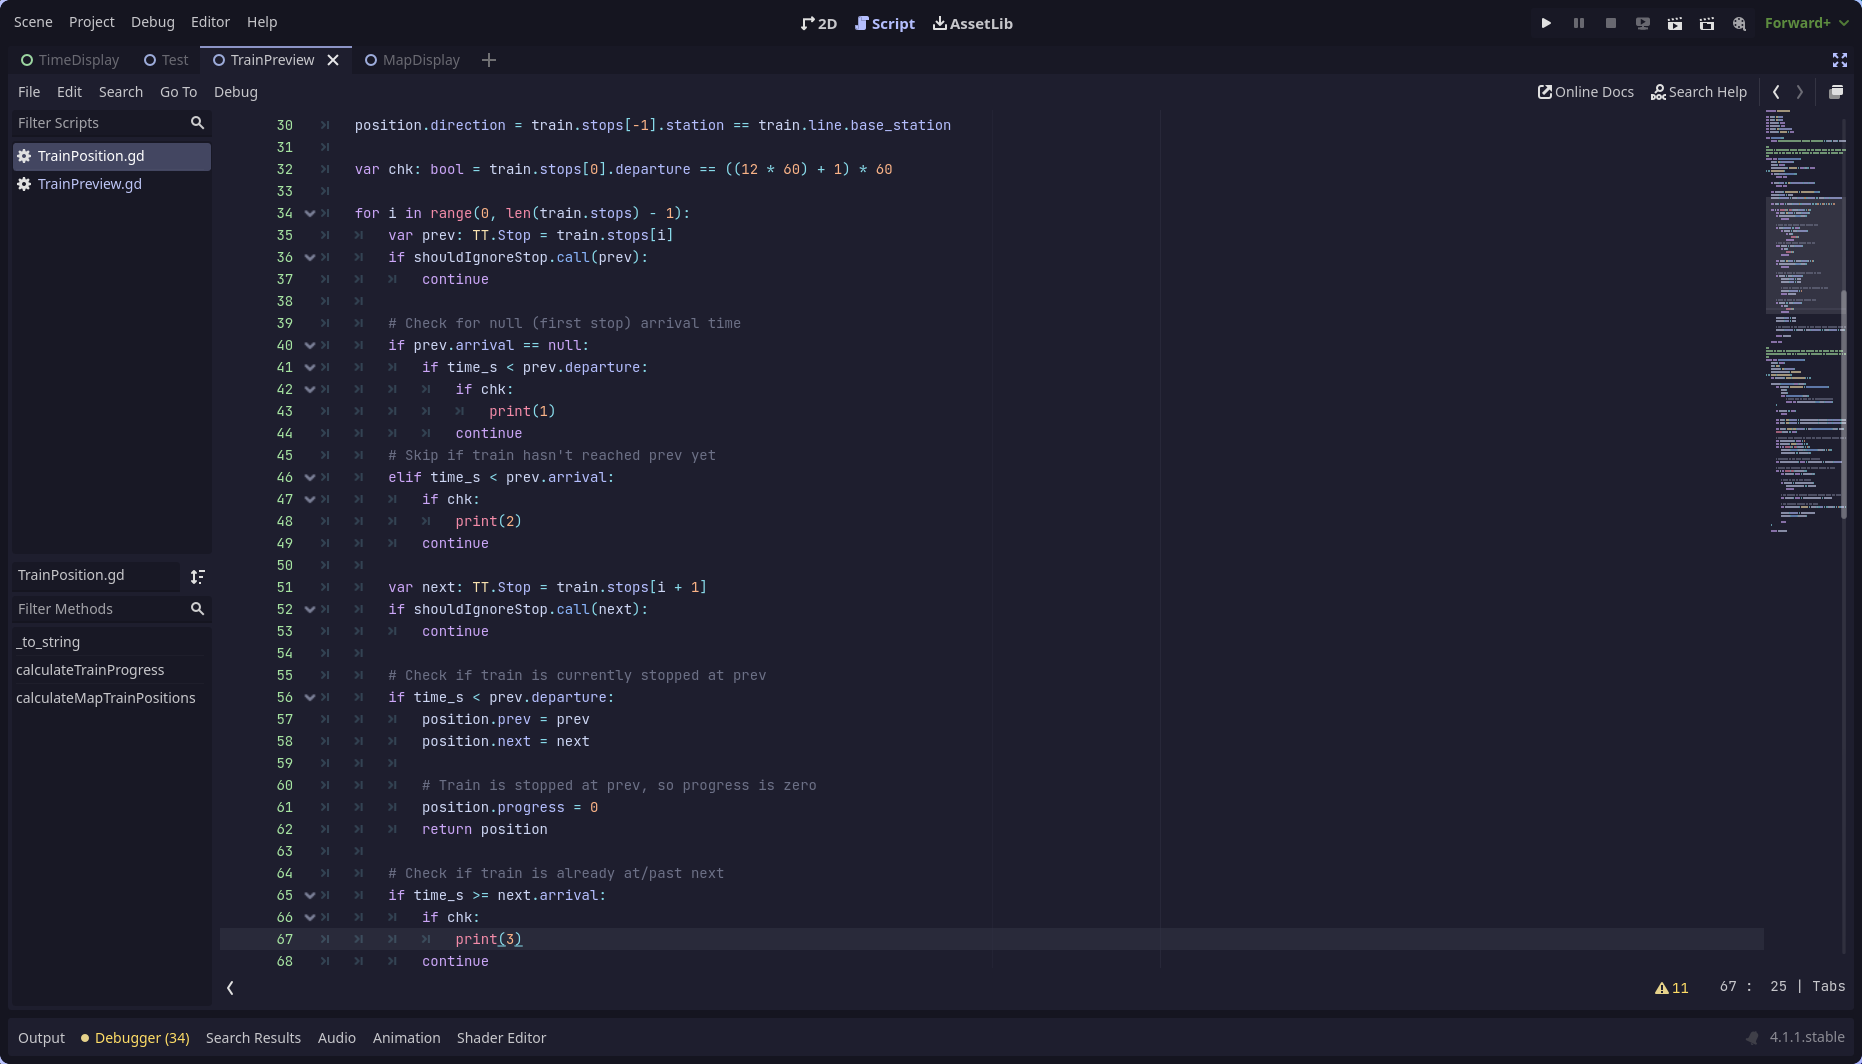 Scene Project Debug Editor Help
2D Script AssetLib
Forward+
TimeDisplay Test TrainPreview MapDisplay
File Edit Search Go To Debug
Online Docs Search Help
Filter Scripts
TrainPosition.gd
TrainPreview.gd
TrainPosition.gd
Filter Methods
_to_string
calculateTrainProgress
calculateMapTrainPositions
30 position.direction = train.stops[-1].station == train.line.base_station
31
32 var chk: bool = train.stops[0].departure == ((12 * 60) + 1) * 60
33
34 for i in range(0, len(train.stops) - 1):
35 var prev: TT.Stop = train.stops[i]
36 if shouldIgnoreStop.call(prev):
37 continue
38
39 # Check for null (first stop) arrival time
40 if prev.arrival == null:
41 if time_s < prev.departure:
42 if chk:
43 print(1)
44 continue
45 # Skip if train hasn't reached prev yet
46 elif time_s < prev.arrival:
47 if chk:
48 print(2)
49 continue
50
51 var next: TT.Stop = train.stops[i + 1]
52 if shouldIgnoreStop.call(next):
53 continue
54
55 # Check if train is currently stopped at prev
56 if time_s < prev.departure:
57 position.prev = prev
58 position.next = next
59
60 # Train is stopped at prev, so progress is zero
61 position.progress = 0
62 return position
63
64 # Check if train is already at/past next
65 if time_s >= next.arrival:
66 if chk:
67 print(3)
68 continue
11 67 : 25 | Tabs
Output Debugger (34) Search Results Audio Animation Shader Editor
4.1.1.stable